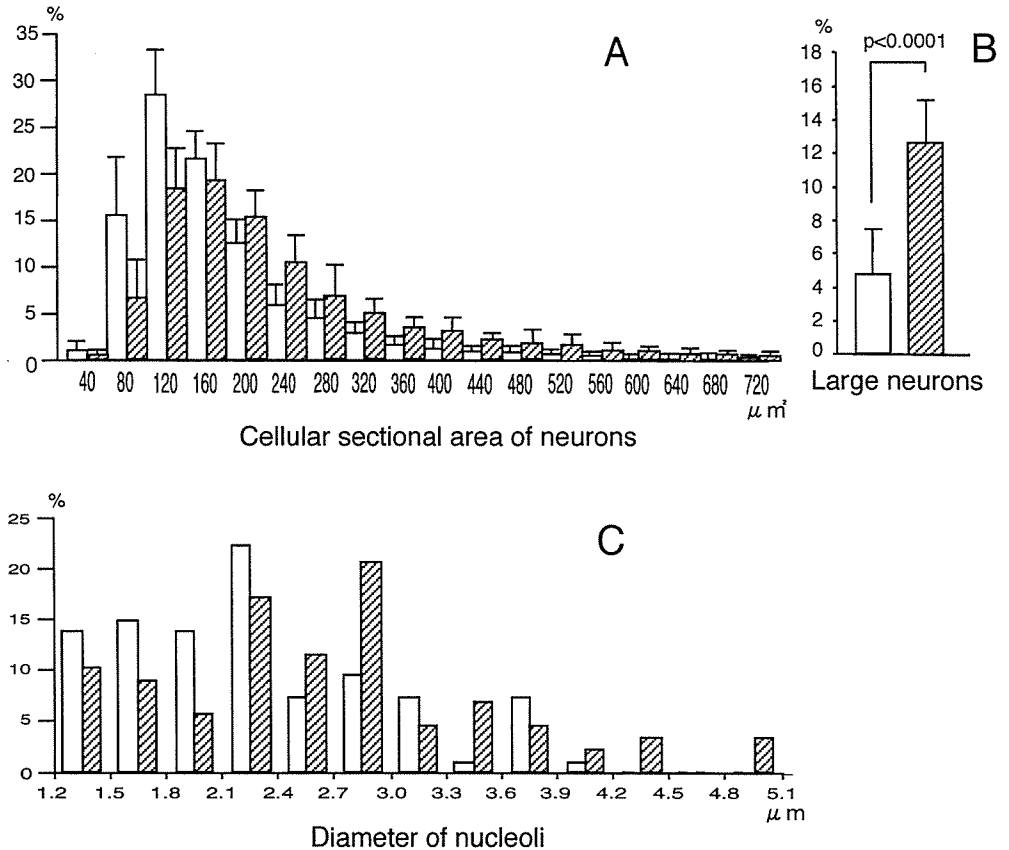 %
A
35
30
25
20
15
10
5
0
40 80 120 160 200 240 280 320 360 400 440 480 520 560 600 640 680 720
μm²
Cellular sectional area of neurons
%
p<0.0001
B
18
16
14
12
10
8
6
4
2
0
Large neurons
%
C
25
20
15
10
5
0
1.2 1.5 1.8 2.1 2.4 2.7 3.0 3.3 3.6 3.9 4.2 4.5 4.8 5.1
μm
Diameter of nucleoli